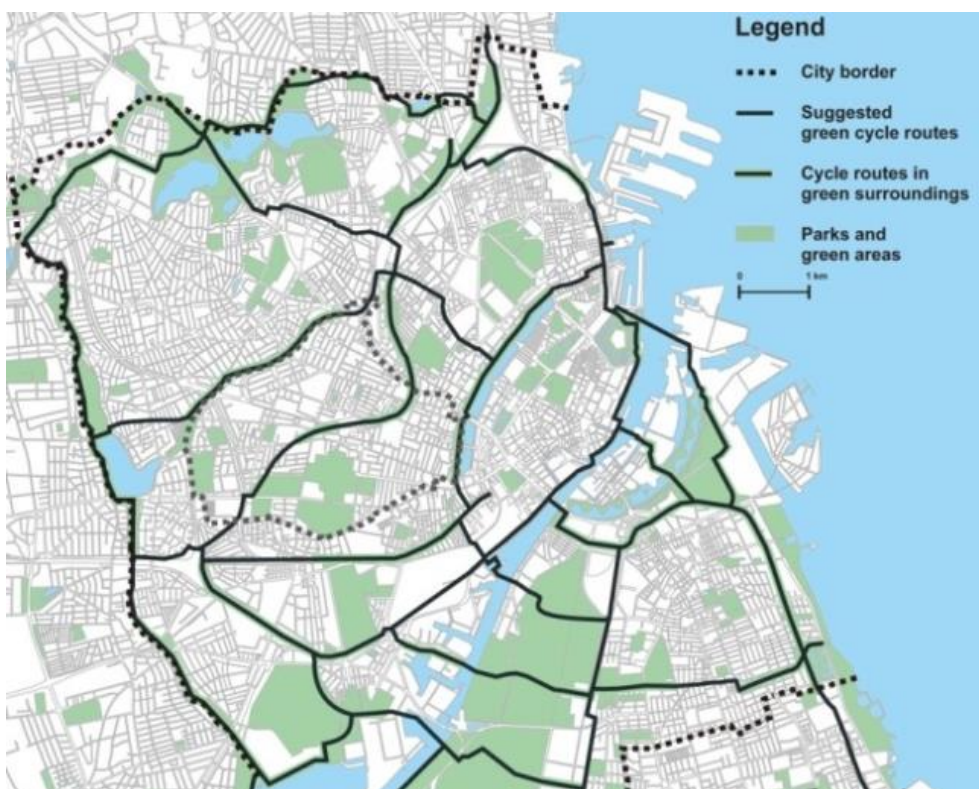 Legend
City border
Suggested
green cycle routes
Cycle routes in
green surroundings
Parks and
green areas
0 1 km